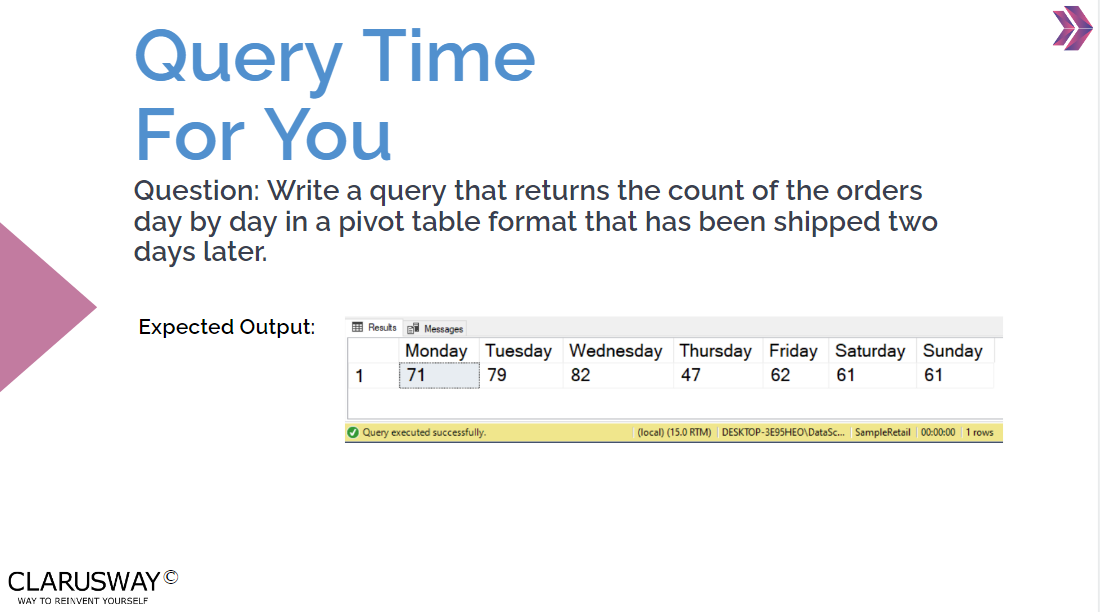 Query Time
For You
Question: Write a query that returns the count of the orders
day by day in a pivot table format that has been shipped two
days later.
Expected Output:
Results Messages
Monday Tuesday Wednesday Thursday Friday Saturday Sunday
1 71 79 82 47 62 61 61
Query executed successfully. (local) (15.0 RTM) DESKTOP-3E95HEO\DataSc... SampleRetail 00:00:00 1 rows
CLARUSWAY©
WAY TO REINVENT YOURSELF